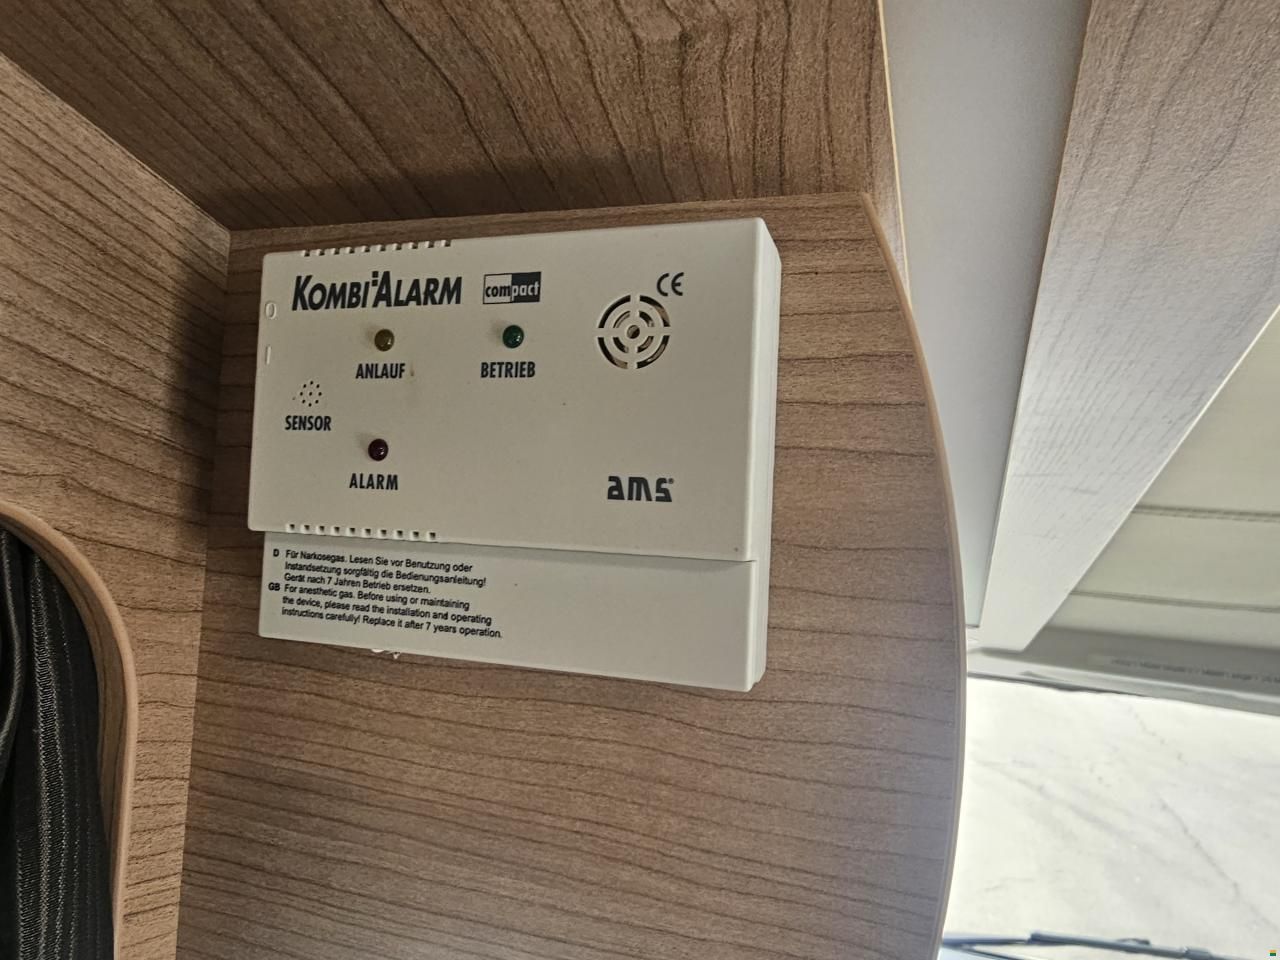 KOMBI ALARM compact
CE
ANLAUF
BETRIEB
SENSOR
ALARM
ams
D Für Narkosegas. Lesen Sie vor Benutzung oder
Instandsetzung sorgfältig die Bedienungsanleitung!
Gerät nach 7 Jahren Betrieb ersetzen.
GB For anesthetic gas. Before using or maintaining
the device, please read the installation and operating
instructions carefully! Replace it after 7 years operation.